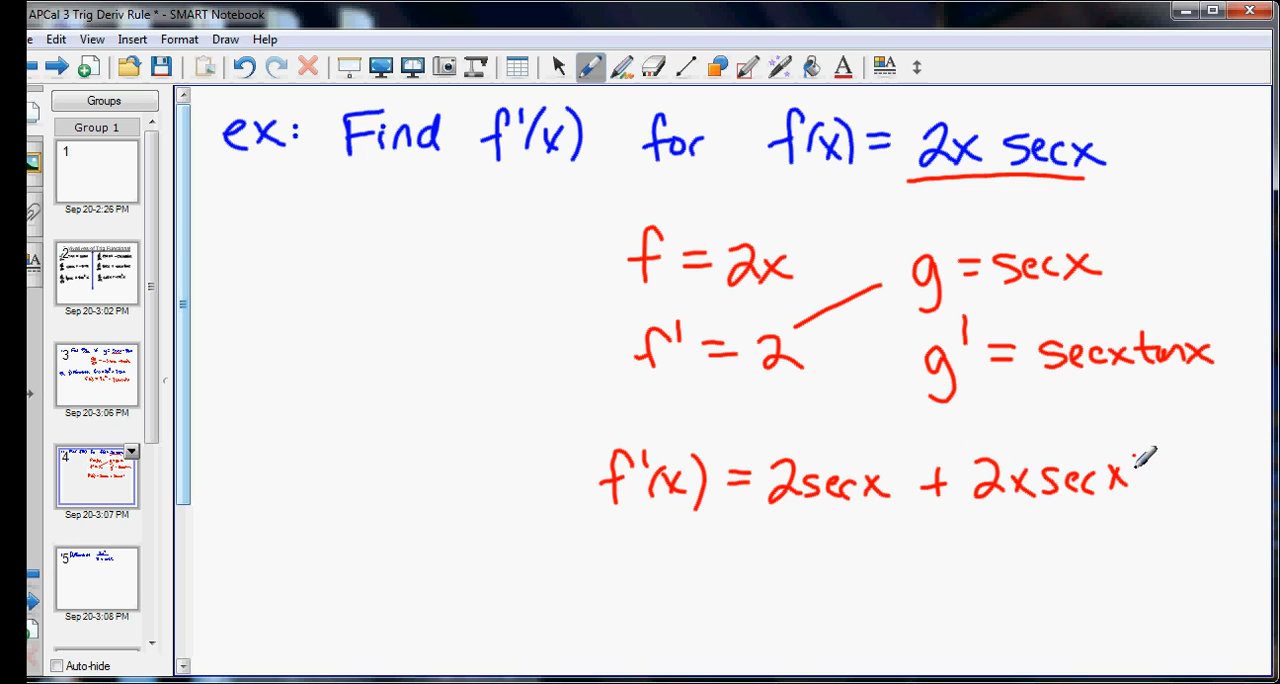 APCal 3 Trig Deriv Rule * - SMART Notebook
e Edit View Insert Format Draw Help
Groups
Group 1
1
Sep 20-2:26 PM
2
Sep 20-3:02 PM
3
Sep 20-3:06 PM
4
Sep 20-3:07 PM
5
Sep 20-3:08 PM
Auto-hide
ex: Find f'(x) for f(x) = 2x secx
f = 2x g = secx
f' = 2 g' = secxtanx
f'(x) = 2secx + 2xsecx